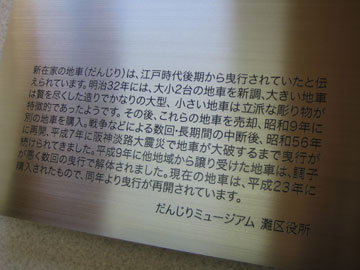 新在家の地車（だんじり）は、江戸時代後期から曳行されていたと伝
えられています。明治32年には、大小2台の地車を新調、大きい地車
は贅を尽くした造りでかなりの大型、小さい地車は立派な彫り物が
特徴的であったようです。その後、これらの地車を売却、昭和9年に
別の地車を購入。戦争などによる数回・長期間の中断後、昭和56年
に再開、平成7年に阪神淡路大震災で地車が大破するまで曳行が
続けられてきました。平成9年に他地域から譲り受けた地車は、調子
が悪く数回の曳行で解体されました。現在の地車は、平成23年に
購入されたもので、同年より曳行が再開されています。
だんじりミュージアム 灘区役所